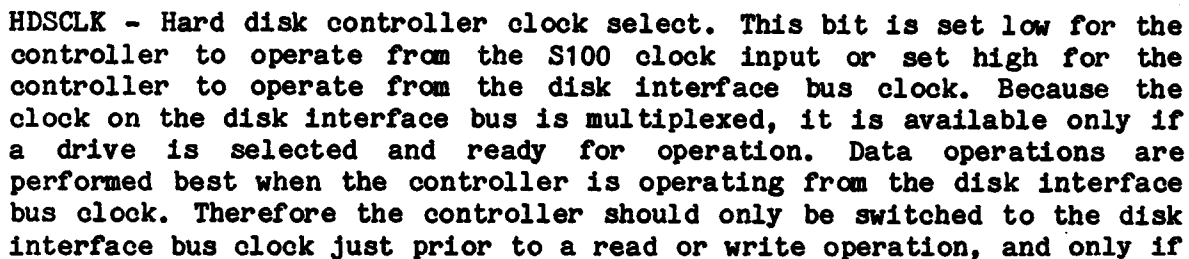 HDSCLK - Hard disk controller clock select. This bit is set low for the
controller to operate from the S100 clock input or set high for the
controller to operate from the disk interface bus clock. Because the
clock on the disk interface bus is multiplexed, it is available only if
a drive is selected and ready for operation. Data operations are
performed best when the controller is operating from the disk interface
bus clock. Therefore the controller should only be switched to the disk
interface bus clock just prior to a read or write operation, and only if